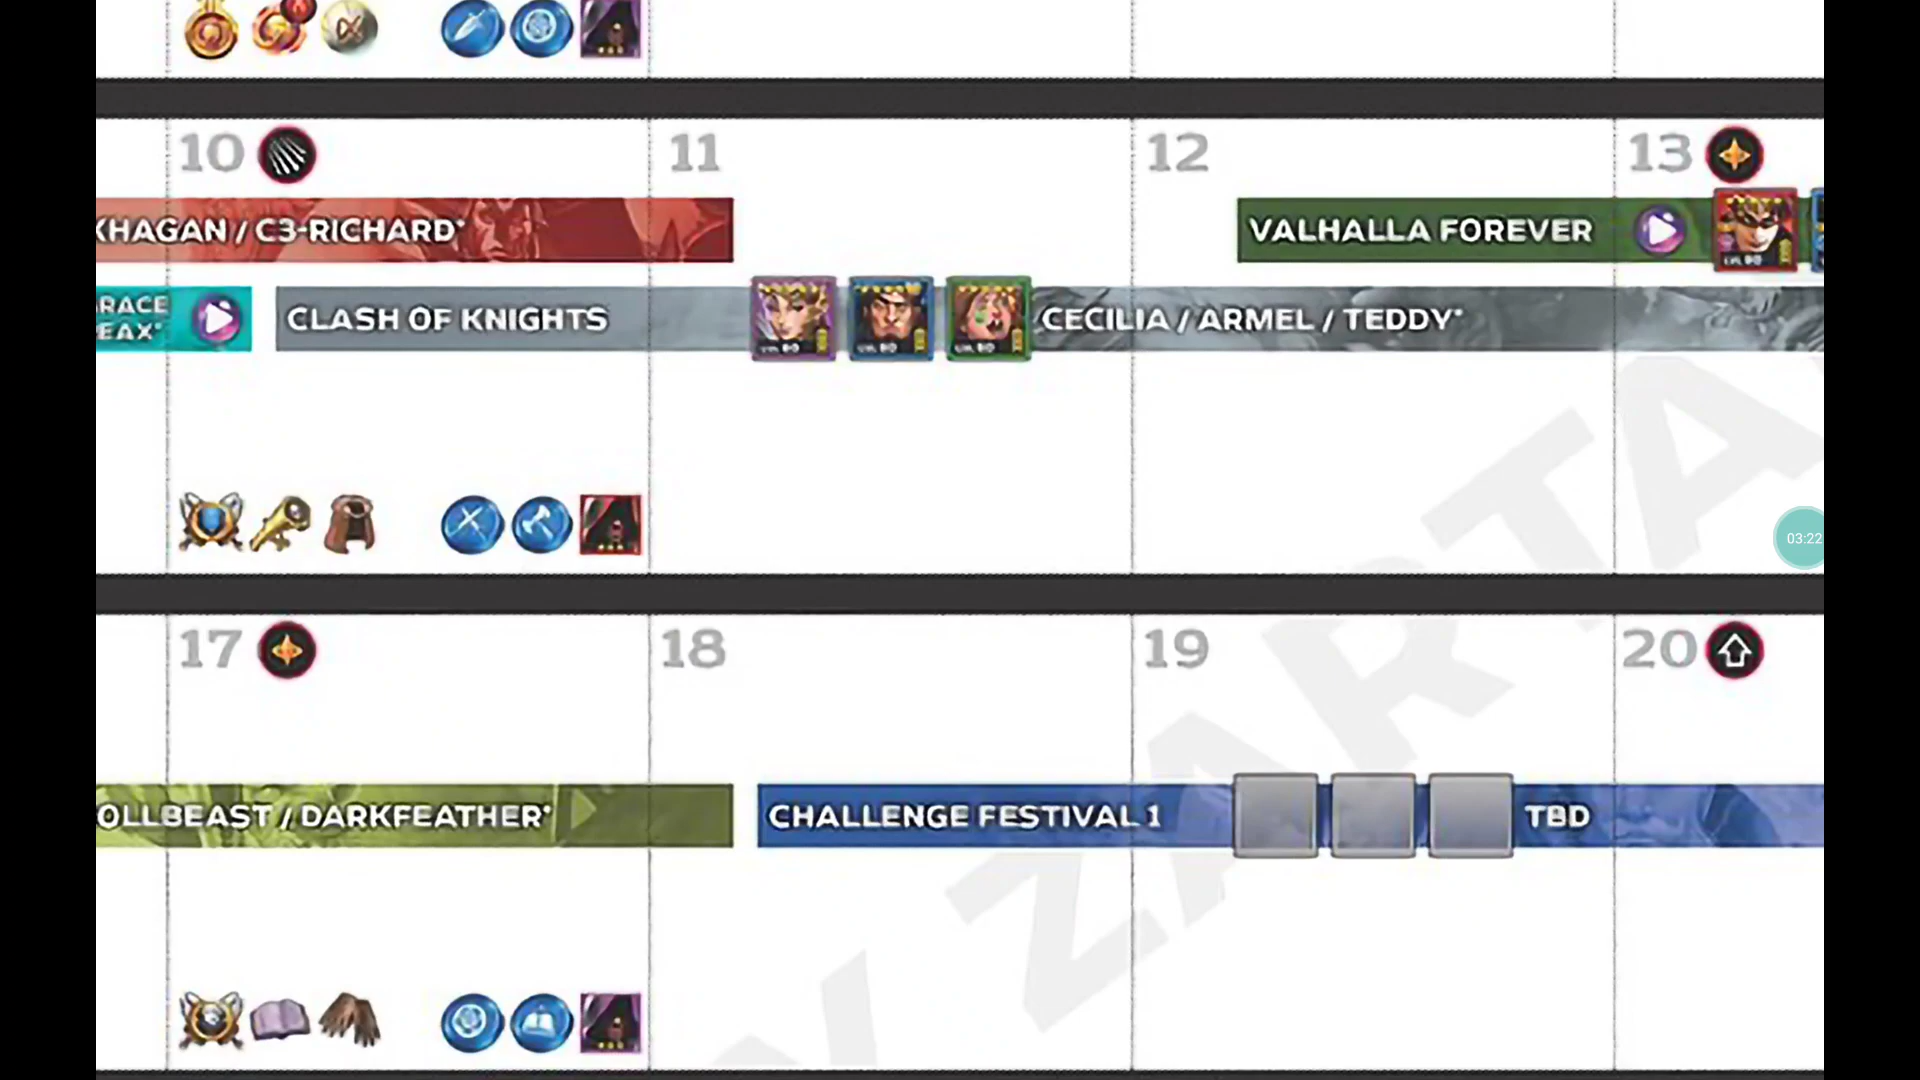 10
11
12
13
KHAGAN / C3-RICHARD*
VALHALLA FOREVER
RACE
EAX*
CLASH OF KNIGHTS
CECILIA / ARMEL / TEDDY*
03:22
17
18
19
20
OLLBEAST / DARKFEATHER*
CHALLENGE FESTIVAL 1
TBD
Y ZARTA